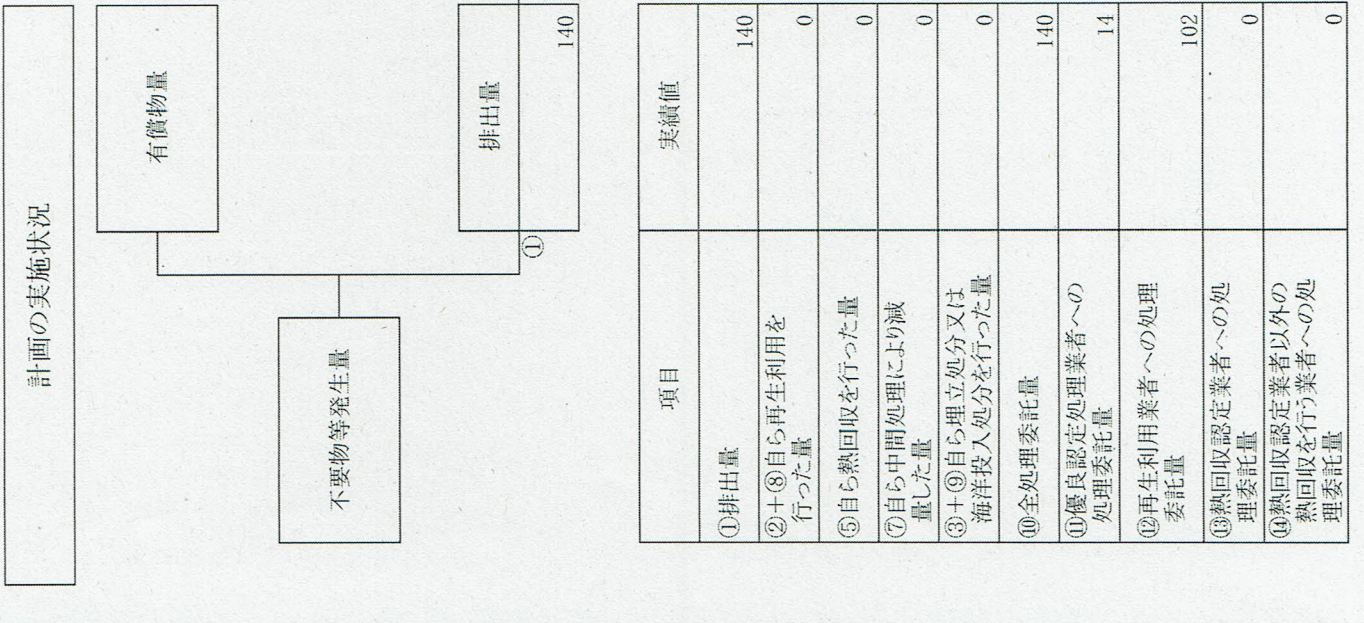 計画の実施状況
有償物量
不要物等発生量
排出量
①
140
項目 実績値
①排出量 140
②+⑧自ら再生利用を
行った量 0
⑤自ら熱回収を行った量 0
⑦自ら中間処理により減
量した量 0
③+⑨自ら埋立処分又は
海洋投入処分を行った量 0
⑩全処理委託量 140
⑪優良認定処理業者への
処理委託量 14
⑫再生利用業者への処理
委託量 102
⑬熱回収認定業者への処
理委託量 0
⑭熱回収認定業者以外の
熱回収を行う業者への処
理委託量 0